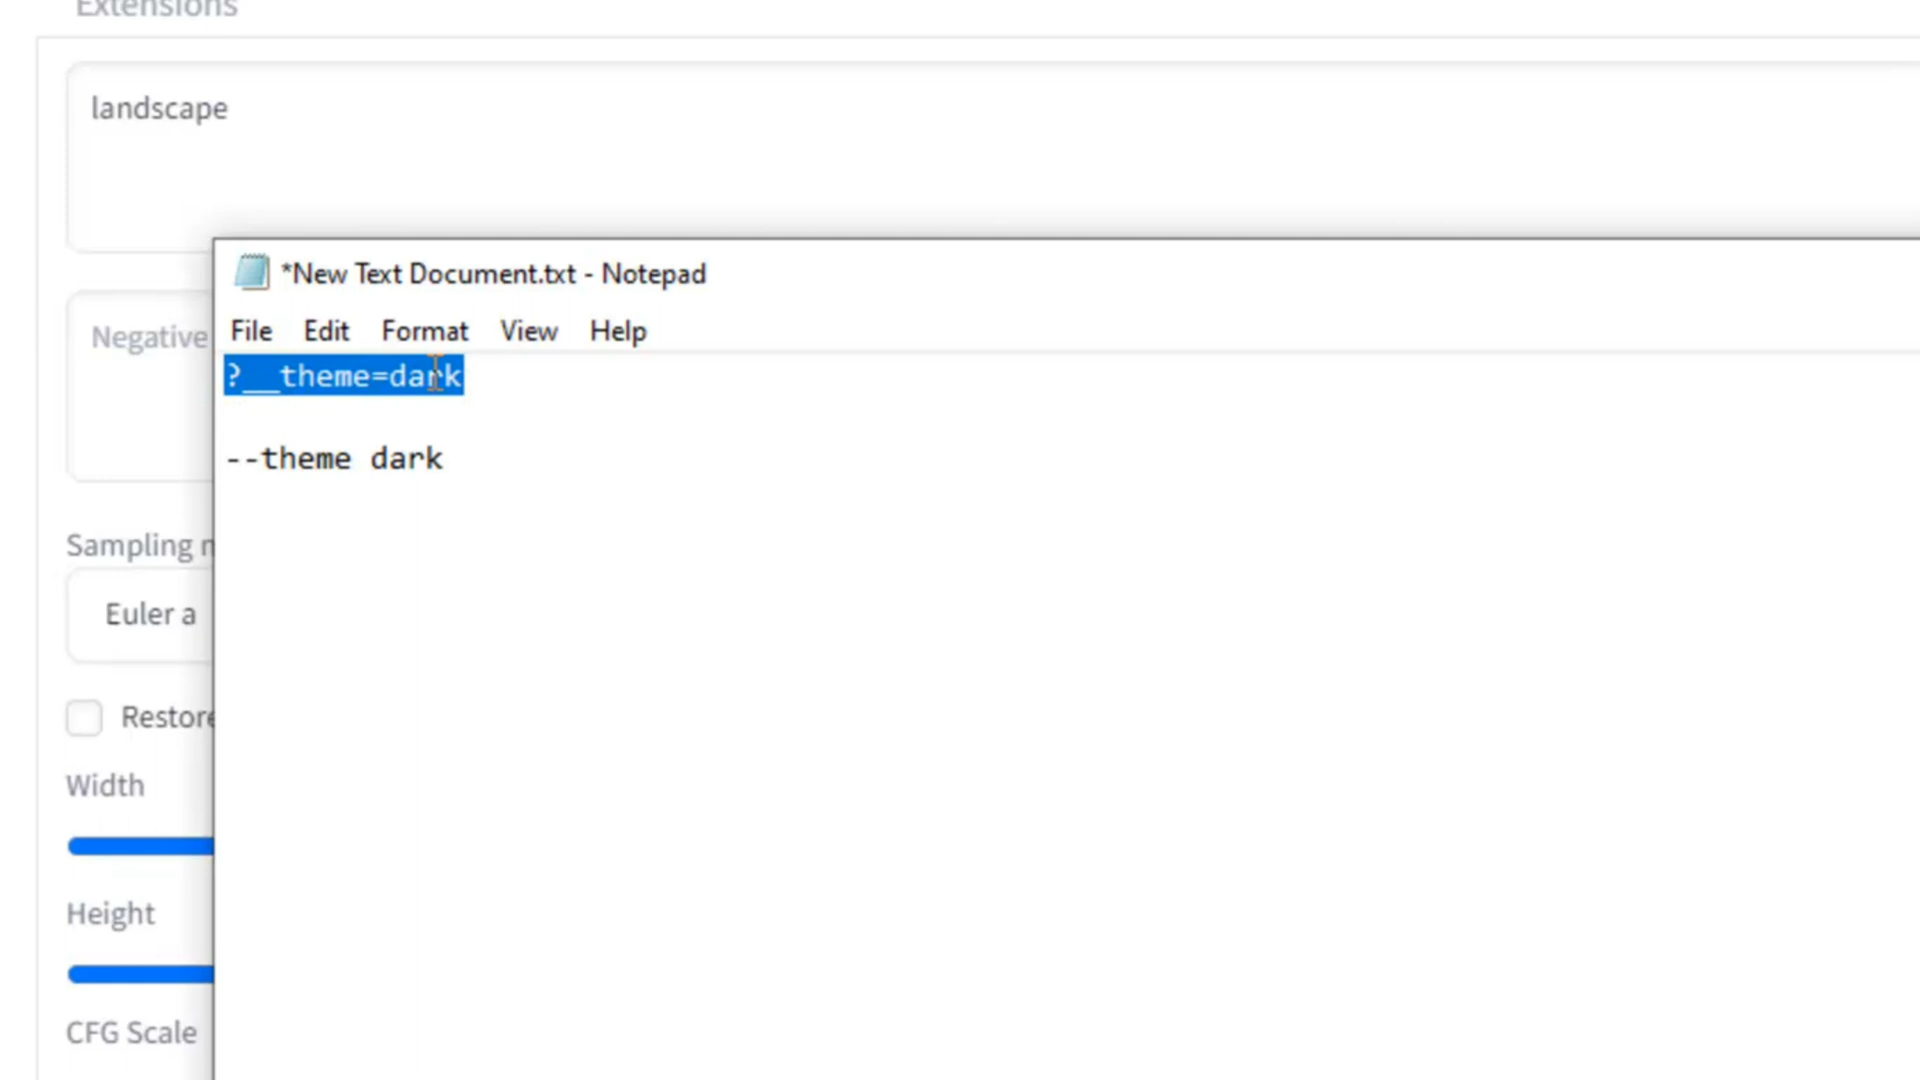 Extensions
landscape
*New Text Document.txt - Notepad
File Edit Format View Help
Negative
?__theme=dark
--theme dark
Sampling
Euler a
Restore
Width
Height
CFG Scale